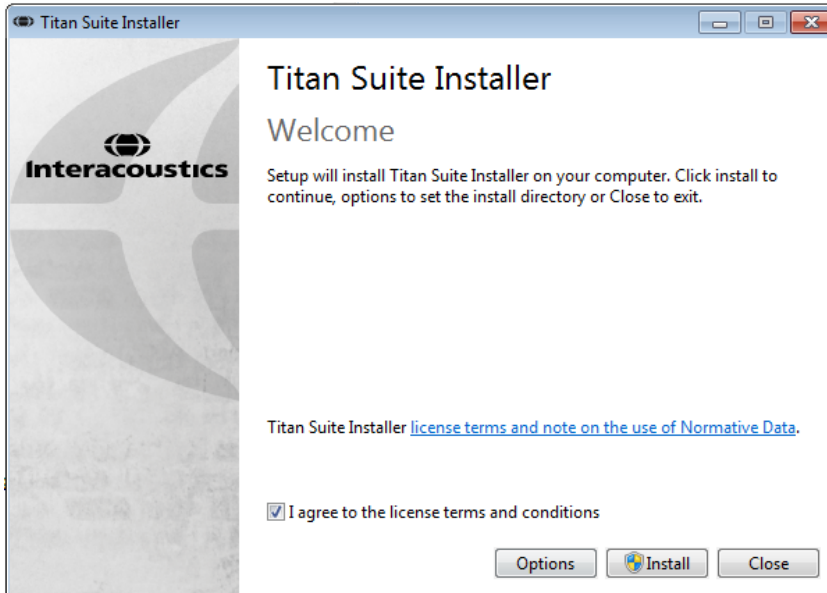 Titan Suite Installer
Titan Suite Installer
Welcome
Interacoustics
Setup will install Titan Suite Installer on your computer. Click install to
continue, options to set the install directory or Close to exit.
Titan Suite Installer license terms and note on the use of Normative Data.
I agree to the license terms and conditions
Options
Install
Close